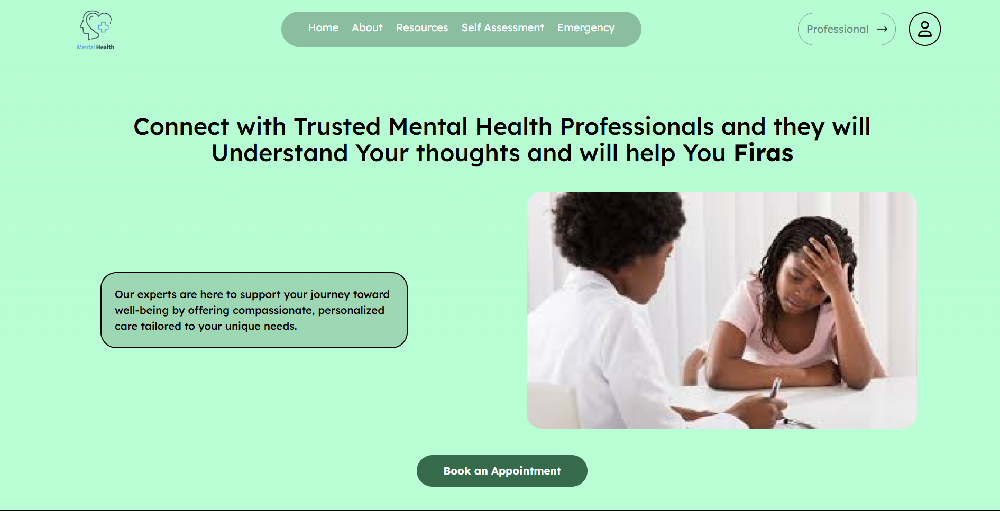 Mental Health
Home About Resources Self Assessment Emergency
Professional →
Connect with Trusted Mental Health Professionals and they will
Understand Your thoughts and will help You Firas
Our experts are here to support your journey toward
well-being by offering compassionate, personalized
care tailored to your unique needs.
Book an Appointment